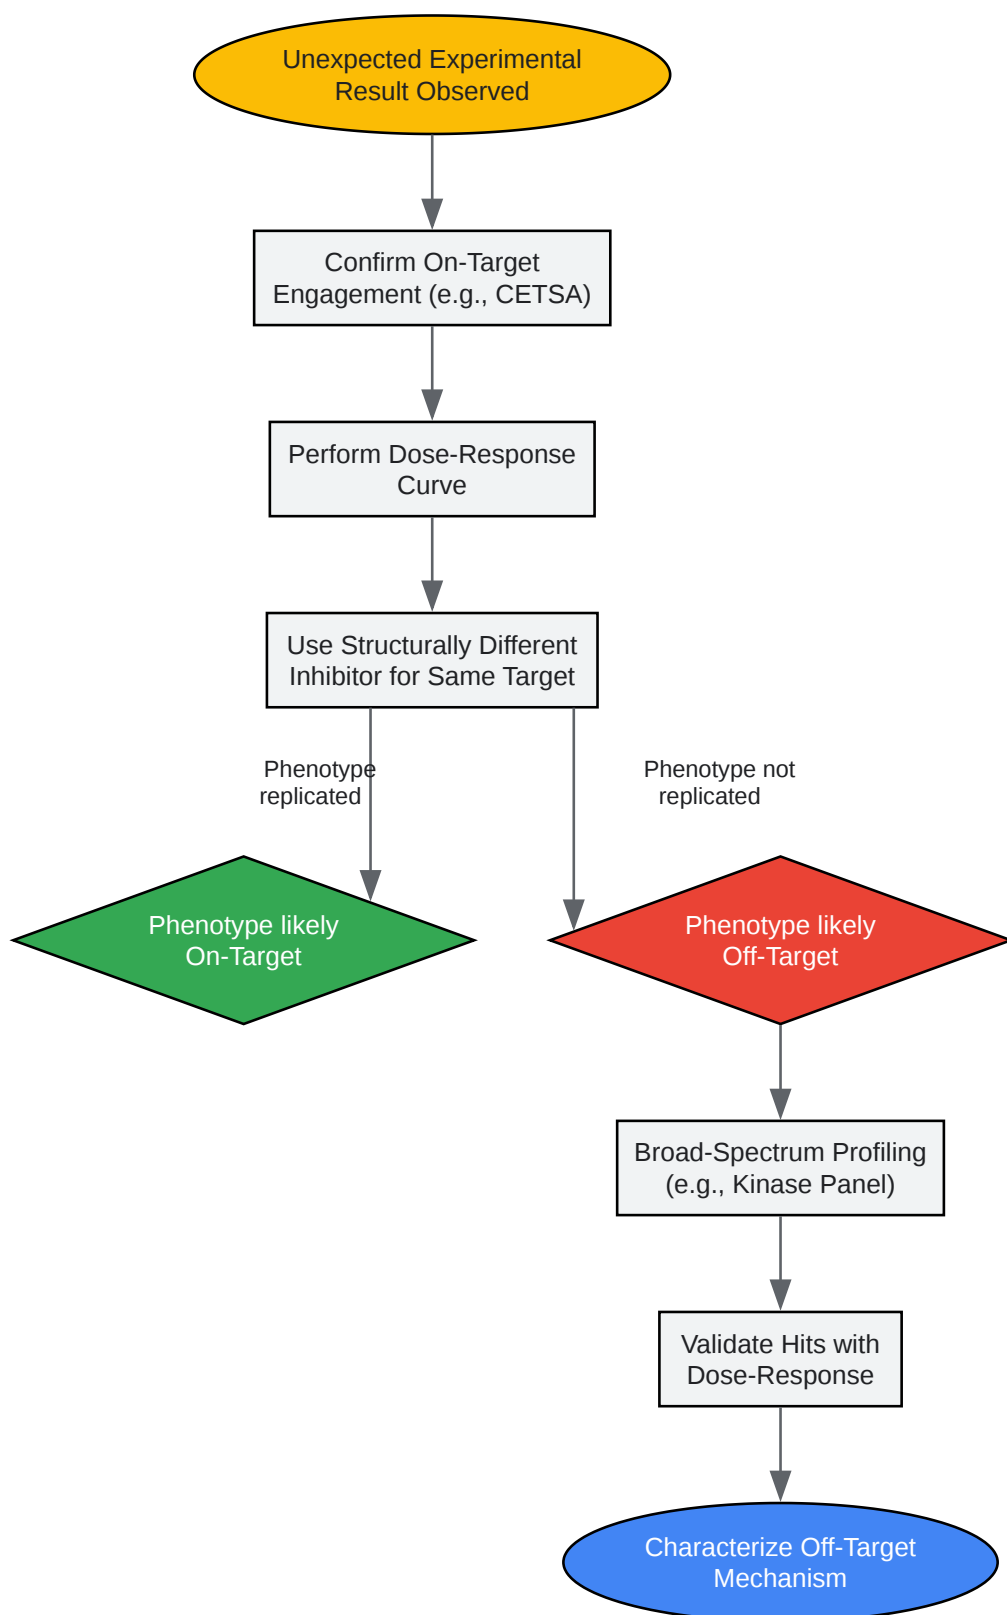 Unexpected Experimental
Result Observed
Confirm On-Target
Engagement (e.g., CETSA)
Perform Dose-Response
Curve
Use Structurally Different
Inhibitor for Same Target
Phenotype
replicated
Phenotype not
replicated
Phenotype likely
On-Target
Phenotype likely
Off-Target
Broad-Spectrum Profiling
(e.g., Kinase Panel)
Validate Hits with
Dose-Response
Characterize Off-Target
Mechanism